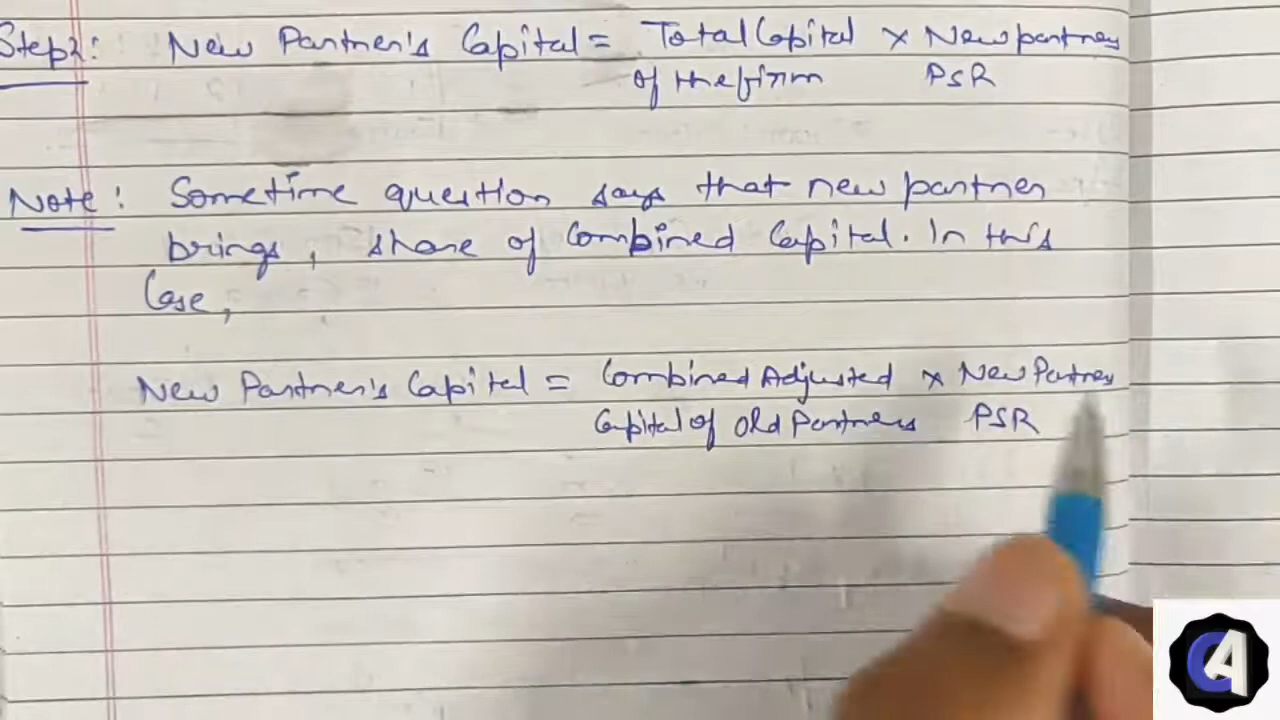 Step2: New Partner's Capital = Total Capital × New partner
of the firm PSR
Note: Sometime question says that new partner
brings, share of Combined Capital. In this
Case,
New Partner's Capital = Combined Adjusted × New Partner
Capital of Old Partners PSR
CA